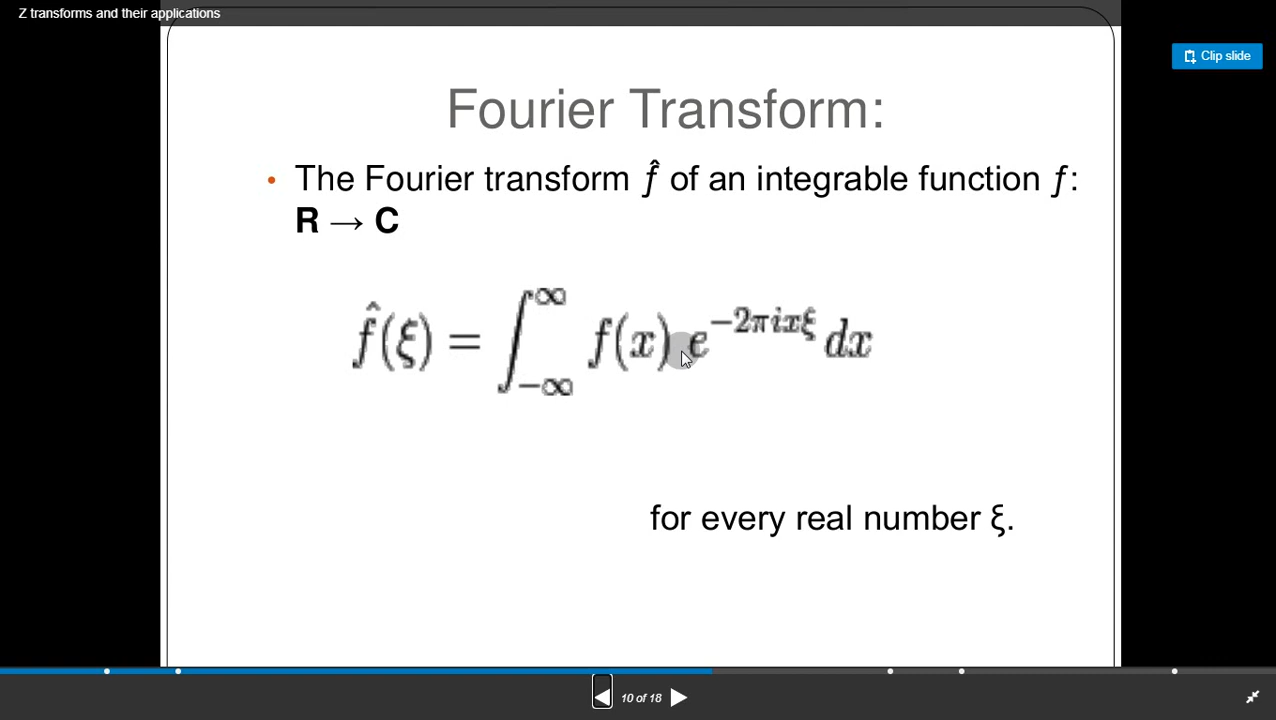 Z transforms and their applications
Clip slide
Fourier Transform:
• The Fourier transform f̂ of an integrable function ƒ:
R → C
f̂(ξ) = ∫_{-∞}^{∞} f(x) e^{-2πixξ} dx
for every real number ξ.
10 of 18